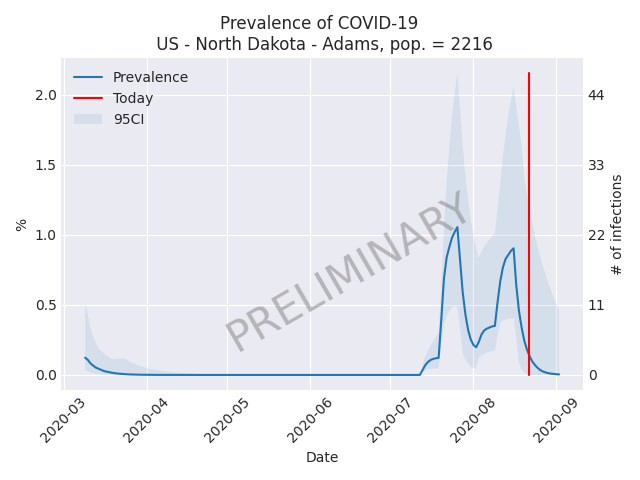 Prevalence of COVID-19
US - North Dakota - Adams, pop. = 2216
Prevalence
Today
95CI
2.0
1.5
1.0
0.5
0.0
%
44
33
22
11
0
# of infections
PRELIMINARY
2020-03
2020-04
2020-05
2020-06
2020-07
2020-08
2020-09
Date